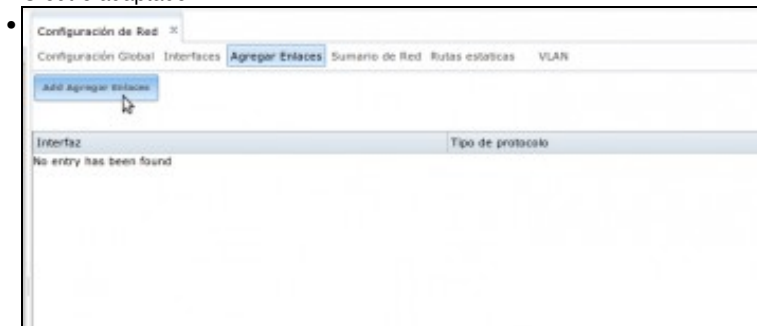 Configuración de Red
Configuración Global Interfaces Agregar Enlaces Sumario de Red Rutas estaticas VLAN
Add Agregar Enlaces
Interfaz Tipo de protocolo
No entry has been found